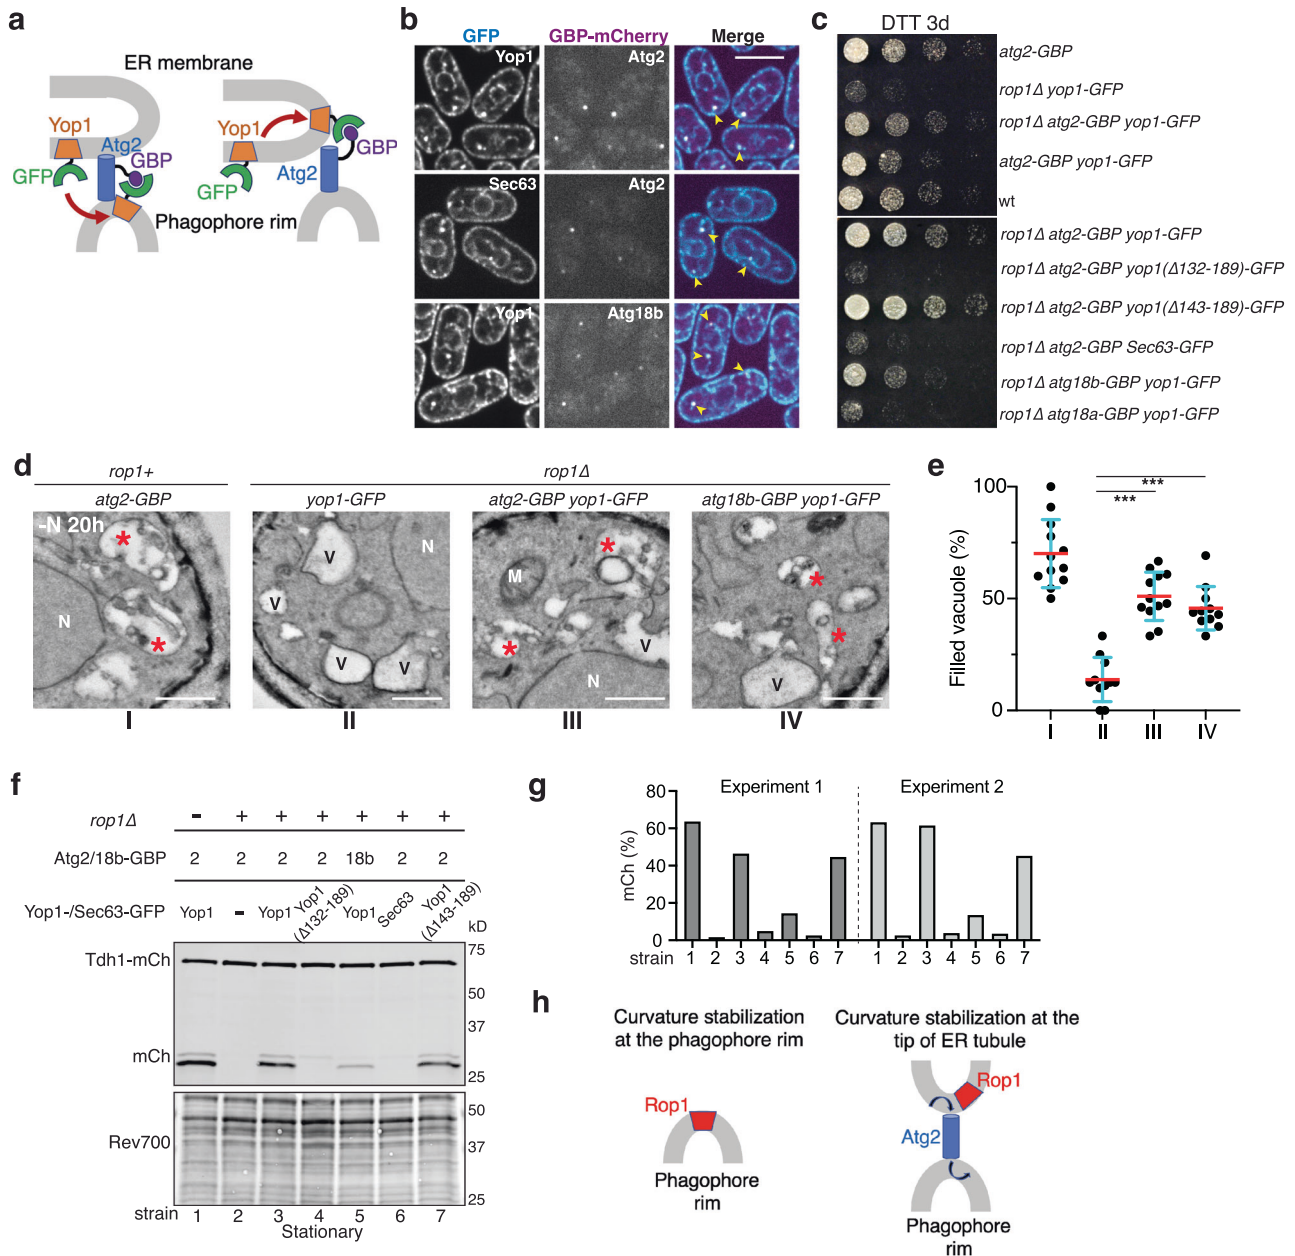 a
ER membrane
Yop1
Atg2
GBP
GFP
Phagophore rim
Yop1
GFP
Atg2
GBP
b
GFP
GBP-mCherry
Merge
Yop1
Atg2
Sec63
Atg2
Yop1
Atg18b
c
DTT 3d
atg2-GBP
rop1Δ yop1-GFP
rop1Δ atg2-GBP yop1-GFP
atg2-GBP yop1-GFP
wt
rop1Δ atg2-GBP yop1-GFP
rop1Δ atg2-GBP yop1(Δ132-189)-GFP
rop1Δ atg2-GBP yop1(Δ143-189)-GFP
rop1Δ atg2-GBP Sec63-GFP
rop1Δ atg18b-GBP yop1-GFP
rop1Δ atg18a-GBP yop1-GFP
d
rop1+
rop1Δ
atg2-GBP
yop1-GFP
atg2-GBP yop1-GFP
atg18b-GBP yop1-GFP
-N 20h
*
N
*
V
N
V
V
V
*
M
*
V
N
*
*
V
I
II
III
IV
e
***
***
100
50
0
Filled vacuole (%)
I II III IV
f
rop1Δ - + + + + + +
Atg2/18b-GBP 2 2 2 2 18b 2 2
Yop1-/Sec63-GFP Yop1 - Yop1 Yop1 (Δ132-189) Yop1 Sec63 Yop1 (Δ143-189)
kD
Tdh1-mCh
75
50
37
mCh
25
Rev700
50
37
25
strain 1 2 3 4 5 6 7
Stationary
g
Experiment 1
Experiment 2
80
60
40
20
0
mCh (%)
strain 1 2 3 4 5 6 7 1 2 3 4 5 6 7
h
Curvature stabilization
at the phagophore rim
Rop1
Phagophore
rim
Curvature stabilization at the
tip of ER tubule
Rop1
Atg2
Phagophore
rim